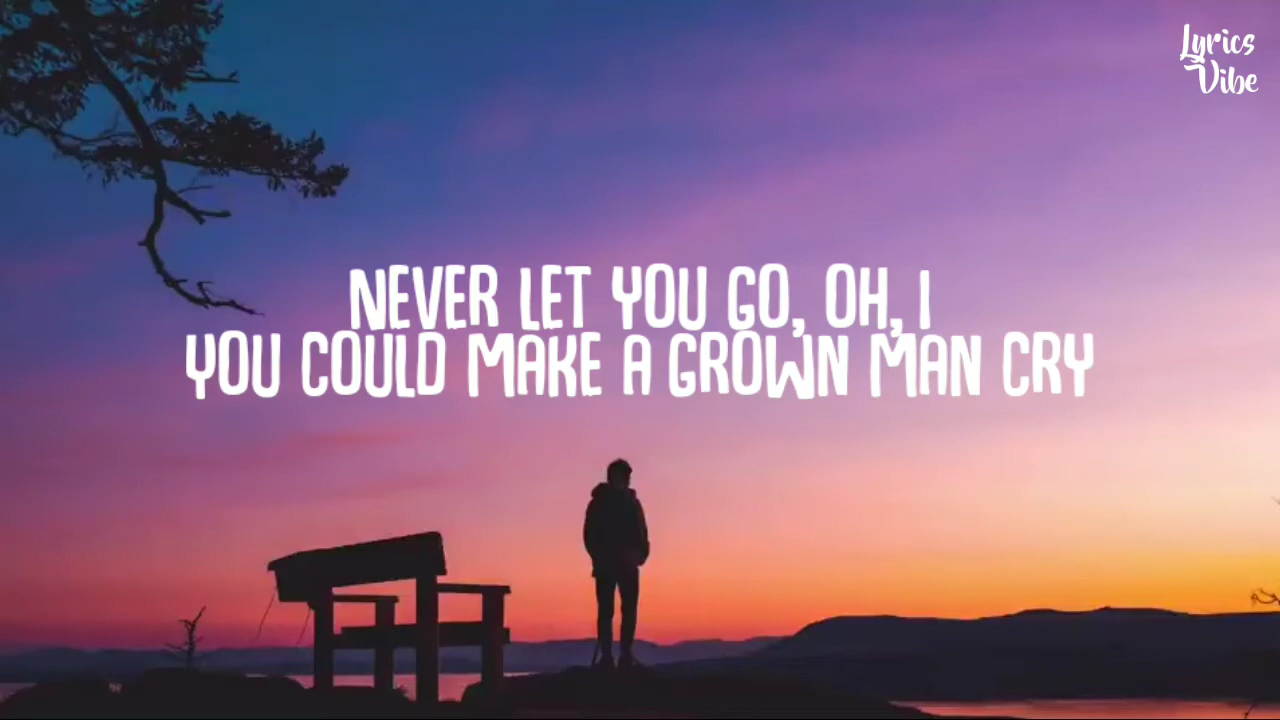 Lyrics
Vibe
NEVER LET YOU GO, OH, I
YOU COULD MAKE A GROWN MAN CRY